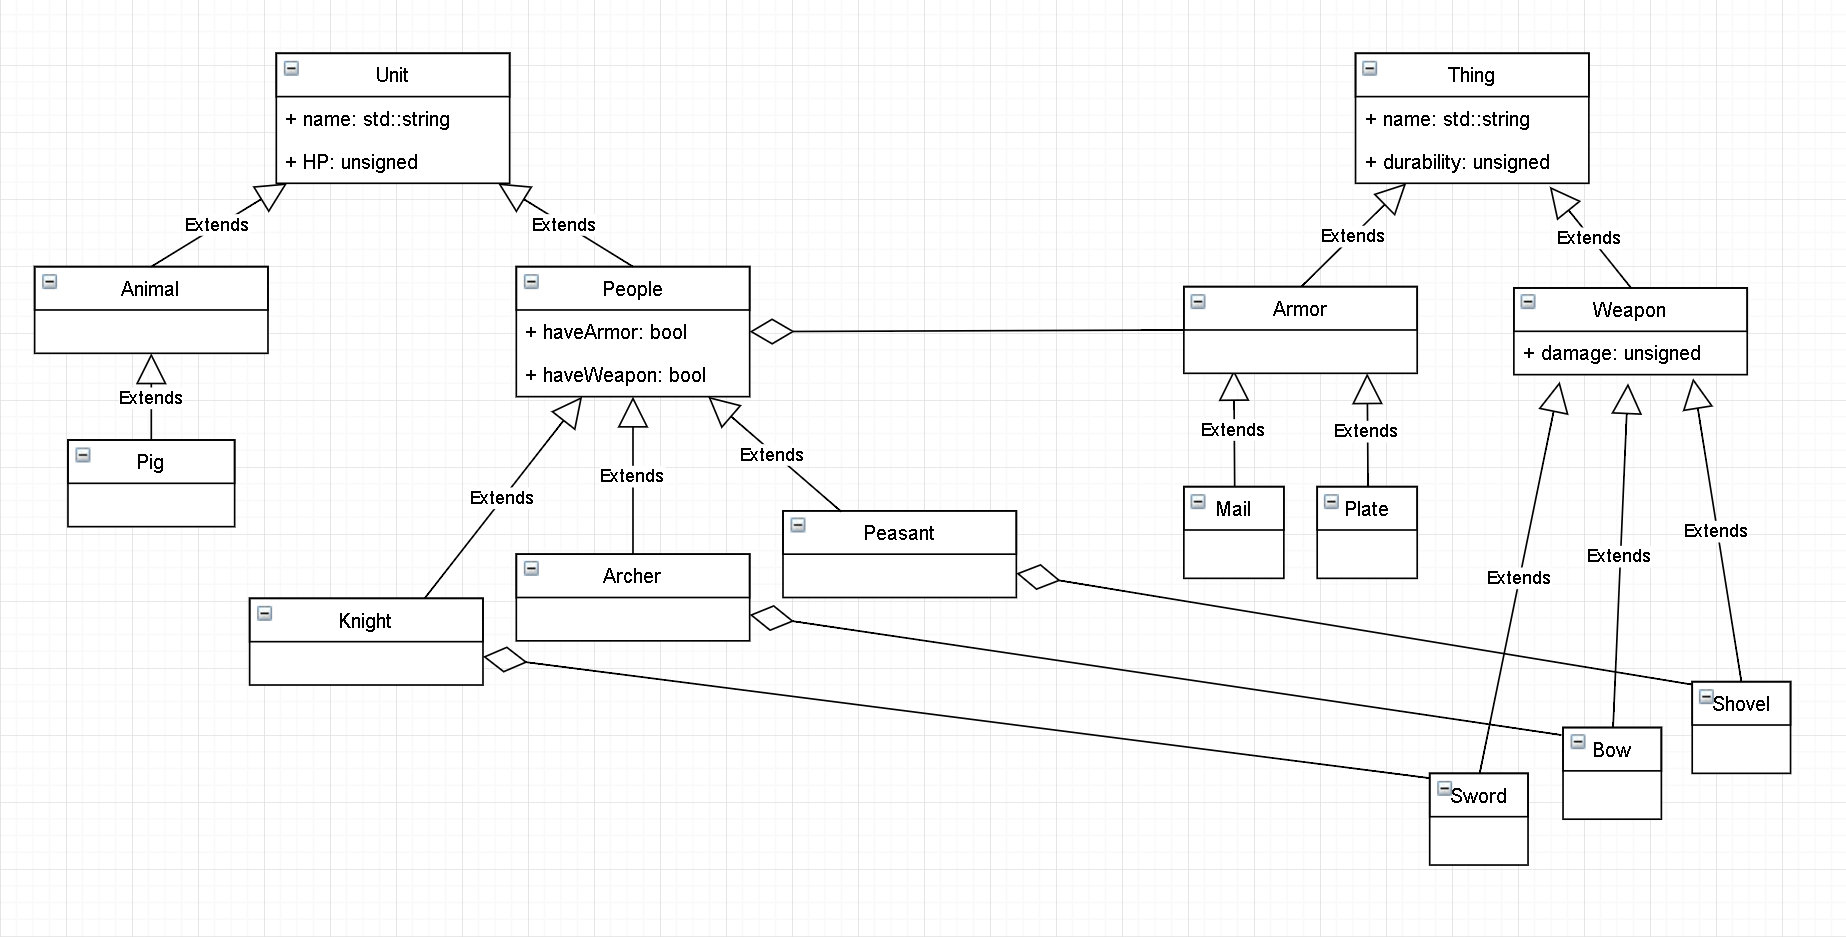 Unit
+ name: std::string
+ HP: unsigned
Thing
+ name: std::string
+ durability: unsigned
Extends
Extends
Extends
Extends
Animal
People
+ haveArmor: bool
+ haveWeapon: bool
Armor
Weapon
+ damage: unsigned
Extends
Pig
Extends
Extends
Extends
Extends
Extends
Mail
Plate
Peasant
Archer
Knight
Extends
Extends
Extends
Shovel
Bow
Sword